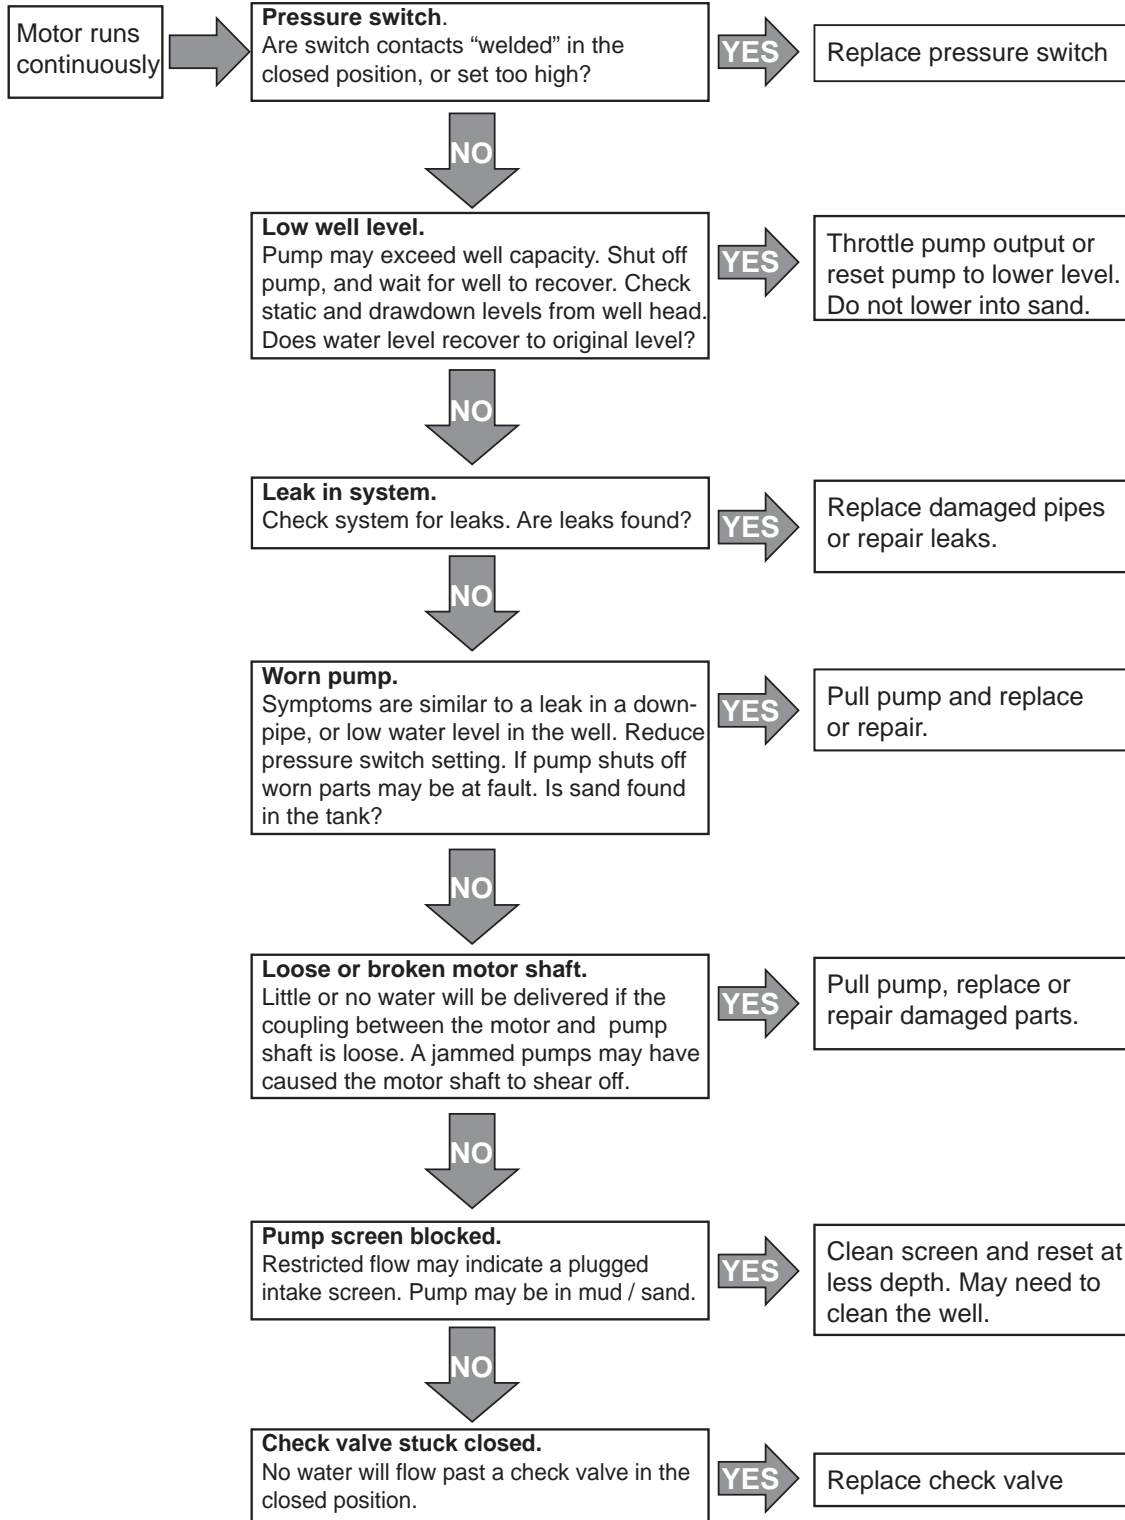 Motor runs
continuously
Pressure switch.
Are switch contacts “welded” in the
closed position, or set too high?
YES
Replace pressure switch
NO
Low well level.
Pump may exceed well capacity. Shut off
pump, and wait for well to recover. Check
static and drawdown levels from well head.
Does water level recover to original level?
YES
Throttle pump output or
reset pump to lower level.
Do not lower into sand.
NO
Leak in system.
Check system for leaks. Are leaks found?
YES
Replace damaged pipes
or repair leaks.
NO
Worn pump.
Symptoms are similar to a leak in a down-
pipe, or low water level in the well. Reduce
pressure switch setting. If pump shuts off
worn parts may be at fault. Is sand found
in the tank?
YES
Pull pump and replace
or repair.
NO
Loose or broken motor shaft.
Little or no water will be delivered if the
coupling between the motor and pump
shaft is loose. A jammed pumps may have
caused the motor shaft to shear off.
YES
Pull pump, replace or
repair damaged parts.
NO
Pump screen blocked.
Restricted flow may indicate a plugged
intake screen. Pump may be in mud / sand.
YES
Clean screen and reset at
less depth. May need to
clean the well.
NO
Check valve stuck closed.
No water will flow past a check valve in the
closed position.
YES
Replace check valve